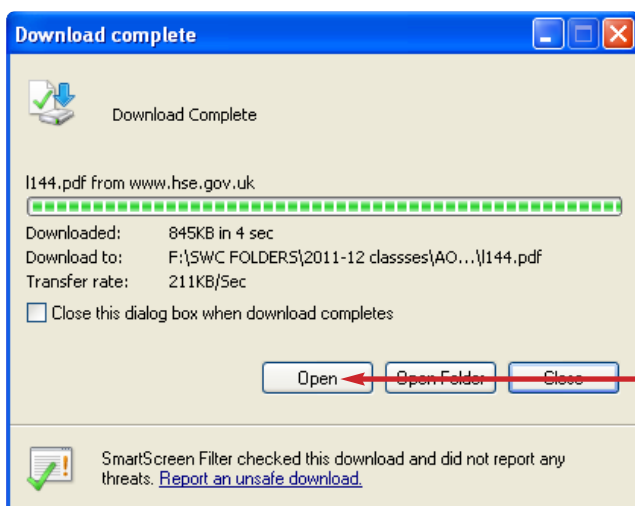 Download complete
Download Complete
l144.pdf from www.hse.gov.uk
Downloaded: 845KB in 4 sec
Download to: F:\SWC FOLDERS\2011-12 classses\AO...\l144.pdf
Transfer rate: 211KB/Sec
Close this dialog box when download completes
Open Open Folder Close
SmartScreen Filter checked this download and did not report any
threats. Report an unsafe download.